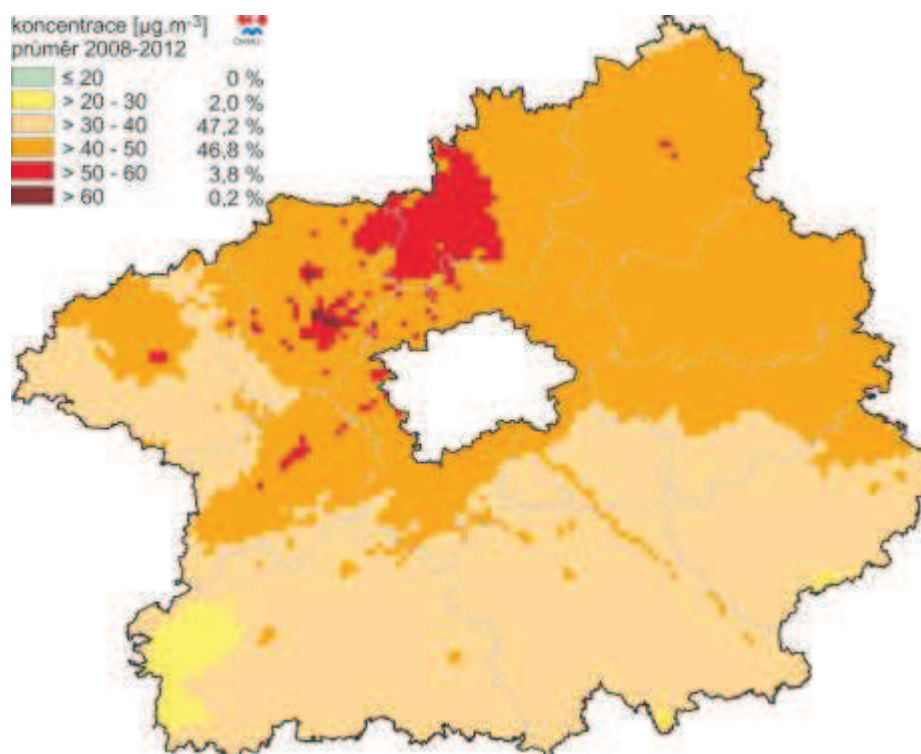 koncentrace [µg.m⁻³]
průměr 2008-2012
≤ 20 0 %
> 20 - 30 2,0 %
> 30 - 40 47,2 %
> 40 - 50 46,8 %
> 50 - 60 3,8 %
> 60 0,2 %